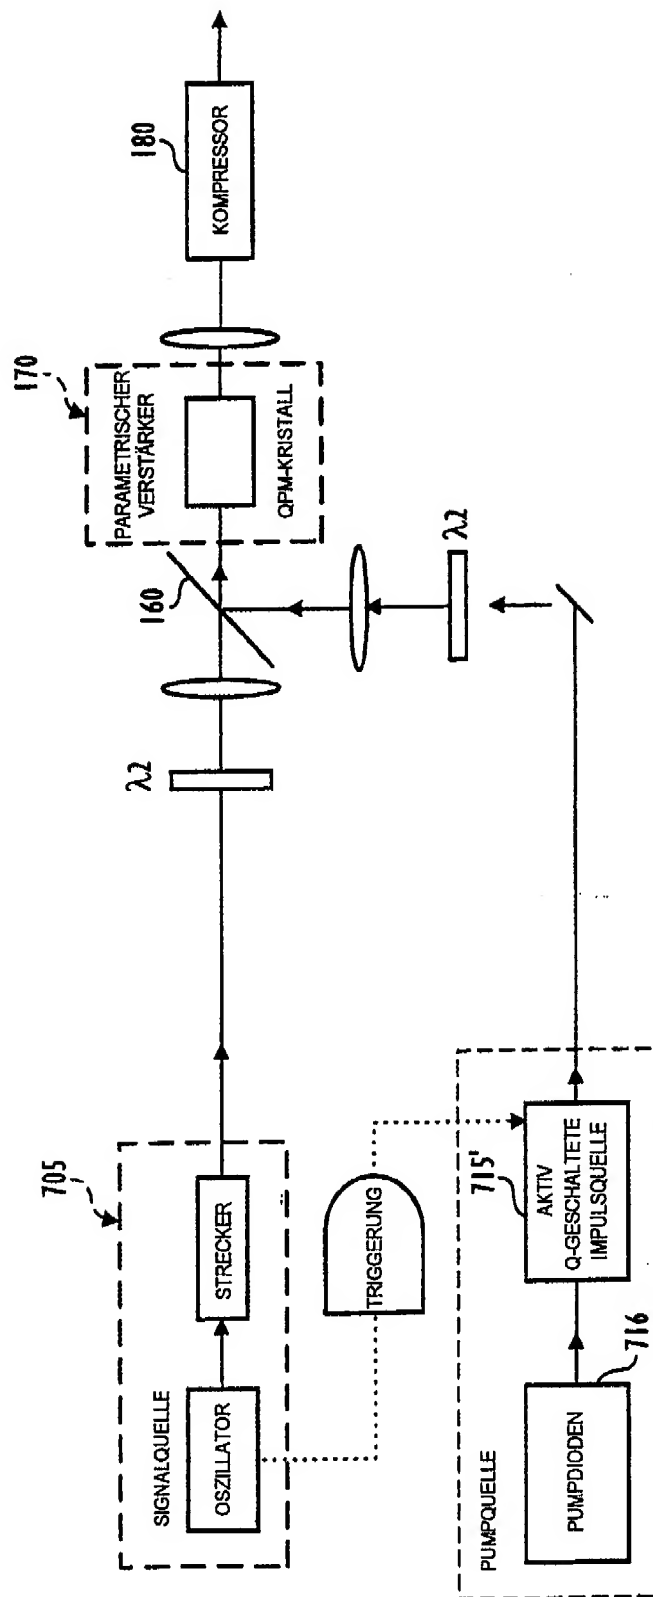 705
SIGNALQUELLE
OSZILLATOR
STRECKER
TRIGGERUNG
PUMPQUELLE
PUMPDIODEN
716
715'
AKTIV
Q-GESCHALTETE
IMPULSQUELLE
λ2
λ2
160
170
PARAMETRISCHER
VERSTÄRKER
QPM-KRISTALL
180
KOMPRESSOR